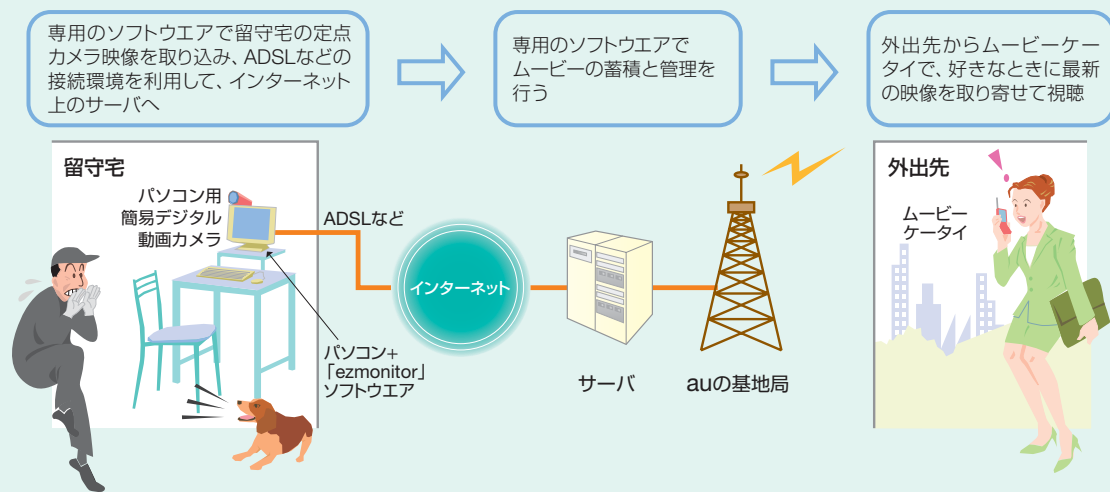 専用のソフトウエアで留守宅の定点
カメラ映像を取り込み、ADSLなどの
接続環境を利用して、インターネット
上のサーバへ
専用のソフトウエアで
ムービーの蓄積と管理を
行う
外出先からムービーケー
タイで、好きなときに最新
の映像を取り寄せて視聴
留守宅
パソコン用
簡易デジタル
動画カメラ
ADSLなど
インターネット
パソコン+
「ezmonitor」
ソフトウエア
サーバ
auの基地局
外出先
ムービー
ケータイ